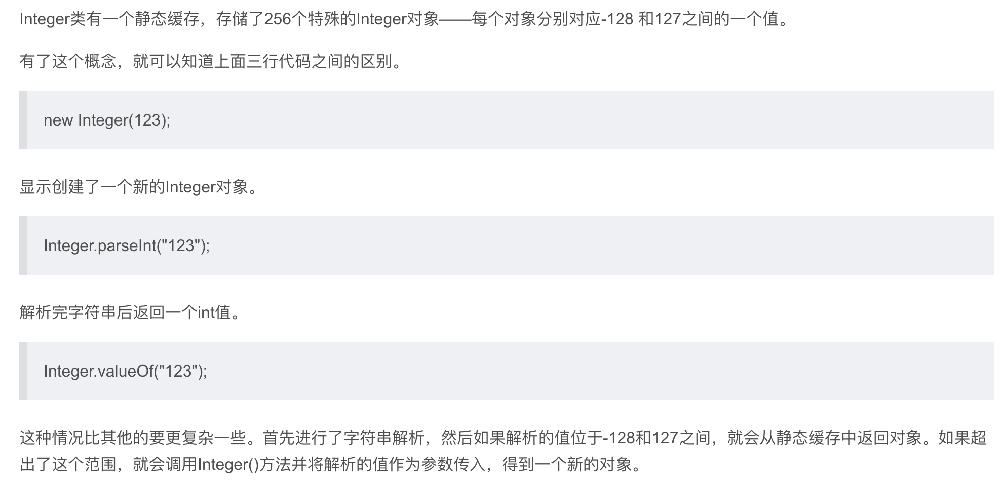 Integer类有一个静态缓存，存储了256个特殊的Integer对象——每个对象分别对应-128 和127之间的一个值。
有了这个概念，就可以知道上面三行代码之间的区别。
new Integer(123);
显示创建了一个新的Integer对象。
Integer.parseInt("123");
解析完字符串后返回一个int值。
Integer.valueOf("123");
这种情况比其他的要更复杂一些。首先进行了字符串解析，然后如果解析的值位于-128和127之间，就会从静态缓存中返回对象。如果超
出了这个范围，就会调用Integer()方法并将解析的值作为参数传入，得到一个新的对象。